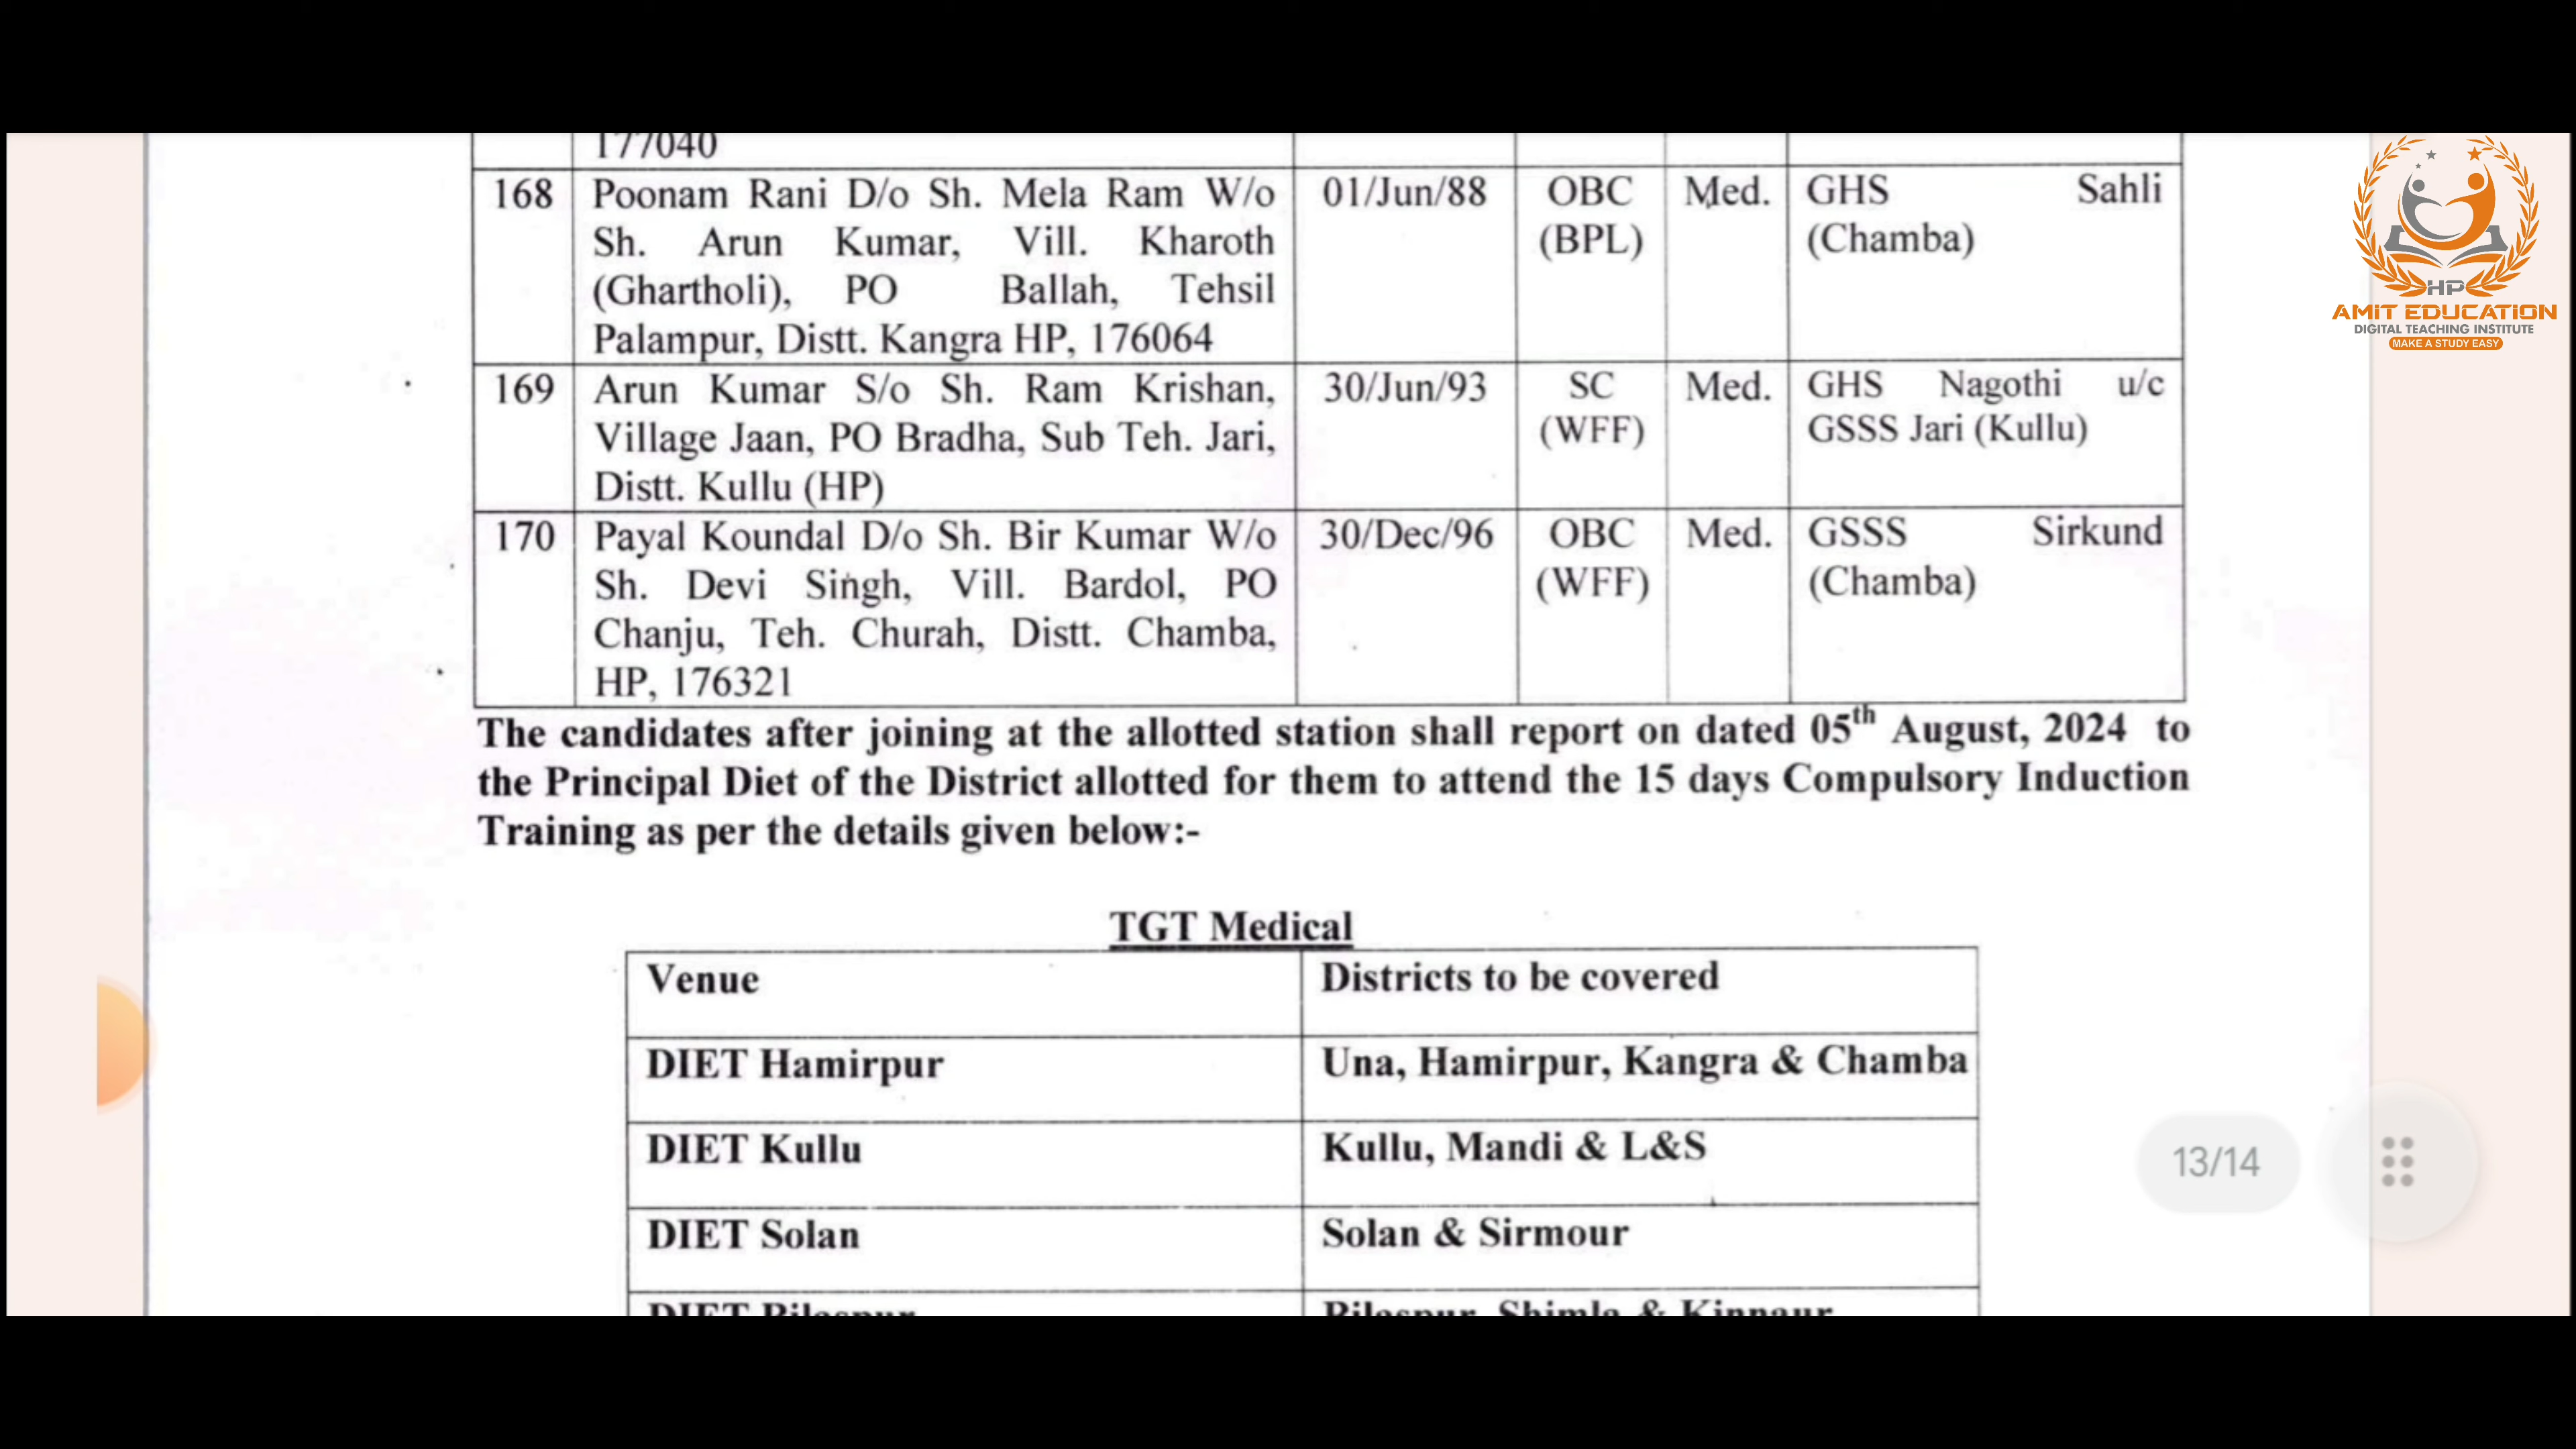 177040
168 Poonam Rani D/o Sh. Mela Ram W/o 01/Jun/88 OBC Med. GHS Sahli
Sh. Arun Kumar, Vill. Kharoth (BPL) (Chamba)
(Ghartholi), PO Ballah, Tehsil
Palampur, Distt. Kangra HP, 176064
169 Arun Kumar S/o Sh. Ram Krishan, 30/Jun/93 SC Med. GHS Nagothi u/c
Village Jaan, PO Bradha, Sub Teh. Jari, (WFF) GSSS Jari (Kullu)
Distt. Kullu (HP)
170 Payal Koundal D/o Sh. Bir Kumar W/o 30/Dec/96 OBC Med. GSSS Sirkund
Sh. Devi Singh, Vill. Bardol, PO (WFF) (Chamba)
Chanju, Teh. Churah, Distt. Chamba,
HP, 176321
The candidates after joining at the allotted station shall report on dated 05th August, 2024 to
the Principal Diet of the District allotted for them to attend the 15 days Compulsory Induction
Training as per the details given below:-
TGT Medical
Venue Districts to be covered
DIET Hamirpur Una, Hamirpur, Kangra & Chamba
DIET Kullu Kullu, Mandi & L&S
DIET Solan Solan & Sirmour
DIET Bilaspur Bilaspur, Shimla & Kinnaur
13/14
HP
AMIT EDUCATION
DIGITAL TEACHING INSTITUTE
MAKE A STUDY EASY